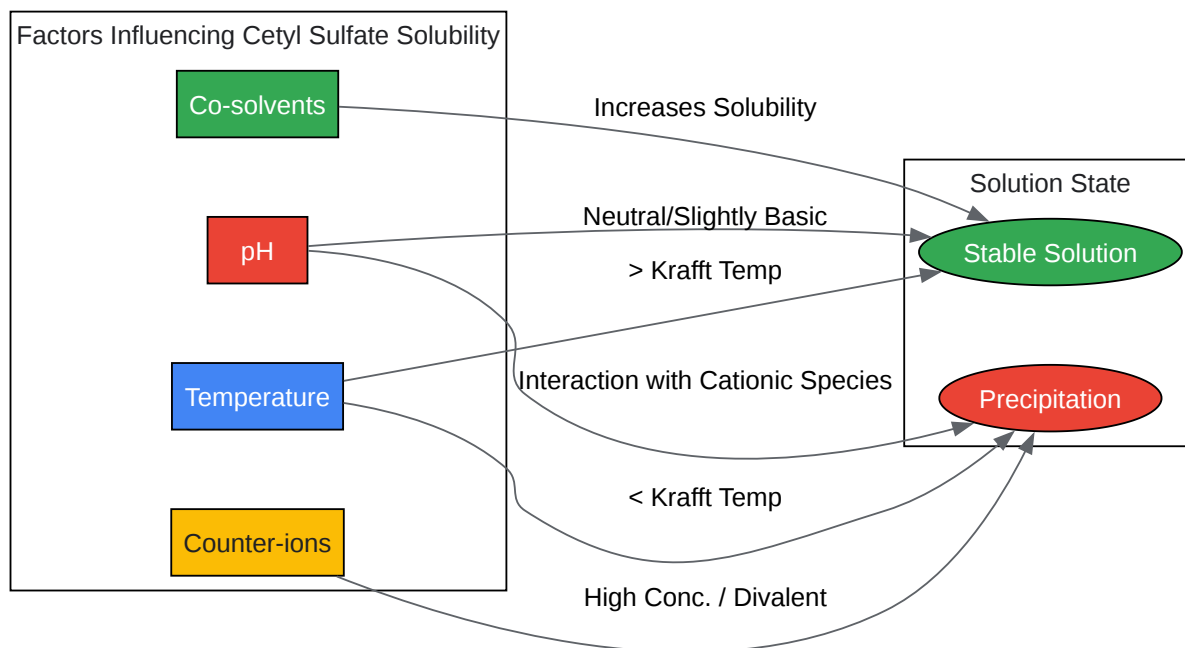 Factors Influencing Cetyl Sulfate Solubility
Co-solvents
Increases Solubility
Solution State
pH
Neutral/Slightly Basic
Stable Solution
> Krafft Temp
Temperature
Interaction with Cationic Species
Precipitation
< Krafft Temp
Counter-ions
High Conc. / Divalent